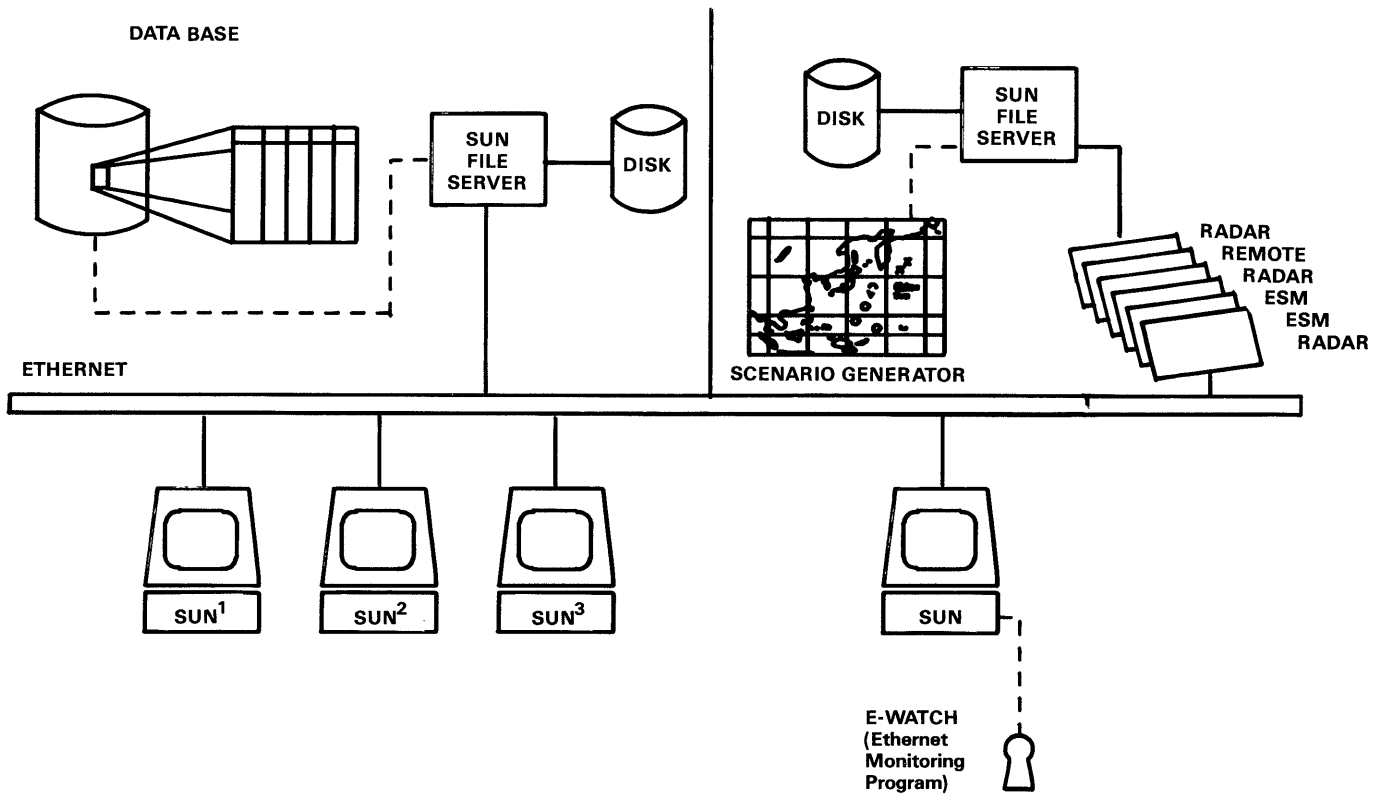 DATA BASE
SUN
FILE
SERVER
DISK
DISK
SUN
FILE
SERVER
RADAR
REMOTE
RADAR
ESM
ESM
RADAR
SCENARIO GENERATOR
ETHERNET
SUN1
SUN2
SUN3
SUN
E-WATCH
(Ethernet
Monitoring
Program)